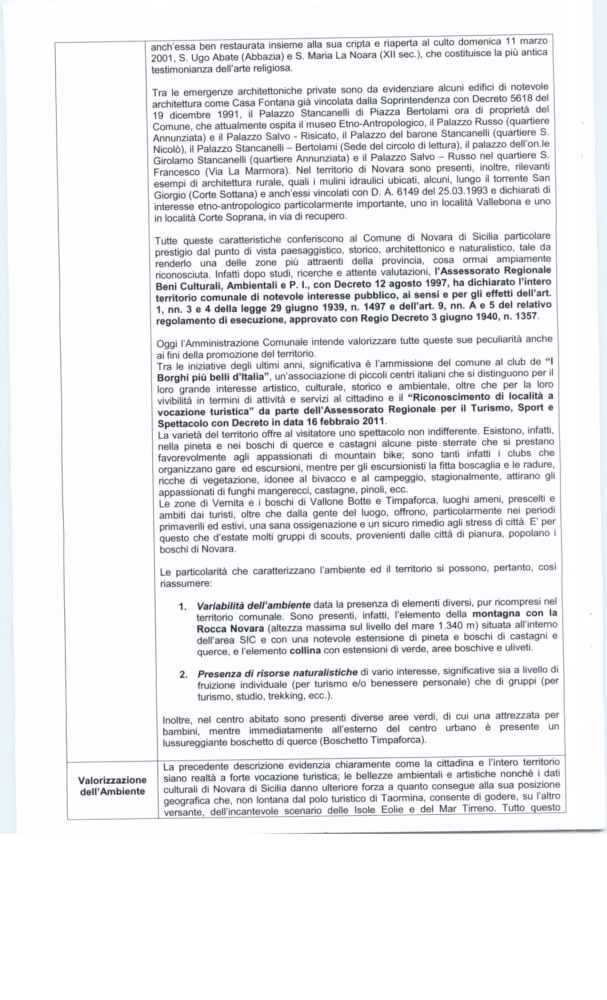 anch'essa ben restaurata insieme alla sua cripta e riaperta al culto domenica 11 marzo
2001, S. Ugo Abate (Abbazia) e S. Maria La Noara (XII sec.), che costituisce la più antica
testimonianza dell'arte religiosa.
Tra le emergenze architettoniche private sono da evidenziare alcuni edifici di notevole
architettura come Casa Fontana già vincolata dalla Soprintendenza con Decreto 5618 del
19 dicembre 1991, il Palazzo Stancanelli di Piazza Bertolami ora di proprietà del
Comune, che attualmente ospita il museo Etno-Antropologico, il Palazzo Russo (quartiere
Annunziata) e il Palazzo Salvo - Risicato, il Palazzo del barone Stancanelli (quartiere S.
Nicolò), il Palazzo Stancanelli – Bertolami (Sede del circolo di lettura), il palazzo dell'on.le
Girolamo Stancanelli (quartiere Annunziata) e il Palazzo Salvo – Russo nel quartiere S.
Francesco (Via La Marmora). Nel territorio di Novara sono presenti, inoltre, rilevanti
esempi di architettura rurale, quali i mulini idraulici ubicati, alcuni, lungo il torrente San
Giorgio (Corte Sottana) e anch'essi vincolati con D. A. 6149 del 25.03.1993 e dichiarati di
interesse etno-antropologico particolarmente importante, uno in località Vallebona e uno
in località Corte Soprana, in via di recupero.
Tutte queste caratteristiche conferiscono al Comune di Novara di Sicilia particolare
prestigio dal punto di vista paesaggistico, storico, architettonico e naturalistico, tale da
renderlo una delle zone più attraenti della provincia, cosa ormai ampiamente
riconosciuta. Infatti dopo studi, ricerche e attente valutazioni, l'Assessorato Regionale
Beni Culturali, Ambientali e P. I., con Decreto 12 agosto 1997, ha dichiarato l'intero
territorio comunale di notevole interesse pubblico, ai sensi e per gli effetti dell'art.
1, nn. 3 e 4 della legge 29 giugno 1939, n. 1497 e dell'art. 9, nn. A e 5 del relativo
regolamento di esecuzione, approvato con Regio Decreto 3 giugno 1940, n. 1357.
Oggi l'Amministrazione Comunale intende valorizzare tutte queste sue peculiarità anche
ai fini della promozione del territorio.
Tra le iniziative degli ultimi anni, significativa è l'ammissione del comune al club de "I
Borghi più belli d'Italia", un'associazione di piccoli centri italiani che si distinguono per il
loro grande interesse artistico, culturale, storico e ambientale, oltre che per la loro
vivibilità in termini di attività e servizi al cittadino e il "Riconoscimento di località a
vocazione turistica" da parte dell'Assessorato Regionale per il Turismo, Sport e
Spettacolo con Decreto in data 16 febbraio 2011.
La varietà del territorio offre al visitatore uno spettacolo non indifferente. Esistono, infatti,
nella pineta e nei boschi di querce e castagni alcune piste sterrate che si prestano
favorevolmente agli appassionati di mountain bike; sono tanti infatti i clubs che
organizzano gare ed escursioni, mentre per gli escursionisti la fitta boscaglia e le radure,
ricche di vegetazione, idonee al bivacco e al campeggio, stagionalmente, attirano gli
appassionati di funghi mangerecci, castagne, pinoli, ecc.
Le zone di Vernita e i boschi di Vallone Botte e Timpaforca, luoghi ameni, prescelti e
ambiti dai turisti, oltre che dalla gente del luogo, offrono, particolarmente nei periodi
primaverili ed estivi, una sana ossigenazione e un sicuro rimedio agli stress di città. E' per
questo che d'estate molti gruppi di scouts, provenienti dalle città di pianura, popolano i
boschi di Novara.
Le particolarità che caratterizzano l'ambiente ed il territorio si possono, pertanto, così
riassumere:
1. Variabilità dell'ambiente data la presenza di elementi diversi, pur ricompresi nel
territorio comunale. Sono presenti, infatti, l'elemento della montagna con la
Rocca Novara (altezza massima sul livello del mare 1.340 m) situata all'interno
dell'area SIC e con una notevole estensione di pineta e boschi di castagni e
querce, e l'elemento collina con estensioni di verde, aree boschive e uliveti.
2. Presenza di risorse naturalistiche di vario interesse, significative sia a livello di
fruizione individuale (per turismo e/o benessere personale) che di gruppi (per
turismo, studio, trekking, ecc.).
Inoltre, nel centro abitato sono presenti diverse aree verdi, di cui una attrezzata per
bambini, mentre immediatamente all'esterno del centro urbano è presente un
lussureggiante boschetto di querce (Boschetto Timpaforca).
Valorizzazione
dell'Ambiente
La precedente descrizione evidenzia chiaramente come la cittadina e l'intero territorio
siano realtà a forte vocazione turistica; le bellezze ambientali e artistiche nonché i dati
culturali di Novara di Sicilia danno ulteriore forza a quanto consegue alla sua posizione
geografica che, non lontana dal polo turistico di Taormina, consente di godere, su l'altro
versante, dell'incantevole scenario delle Isole Eolie e del Mar Tirreno. Tutto questo